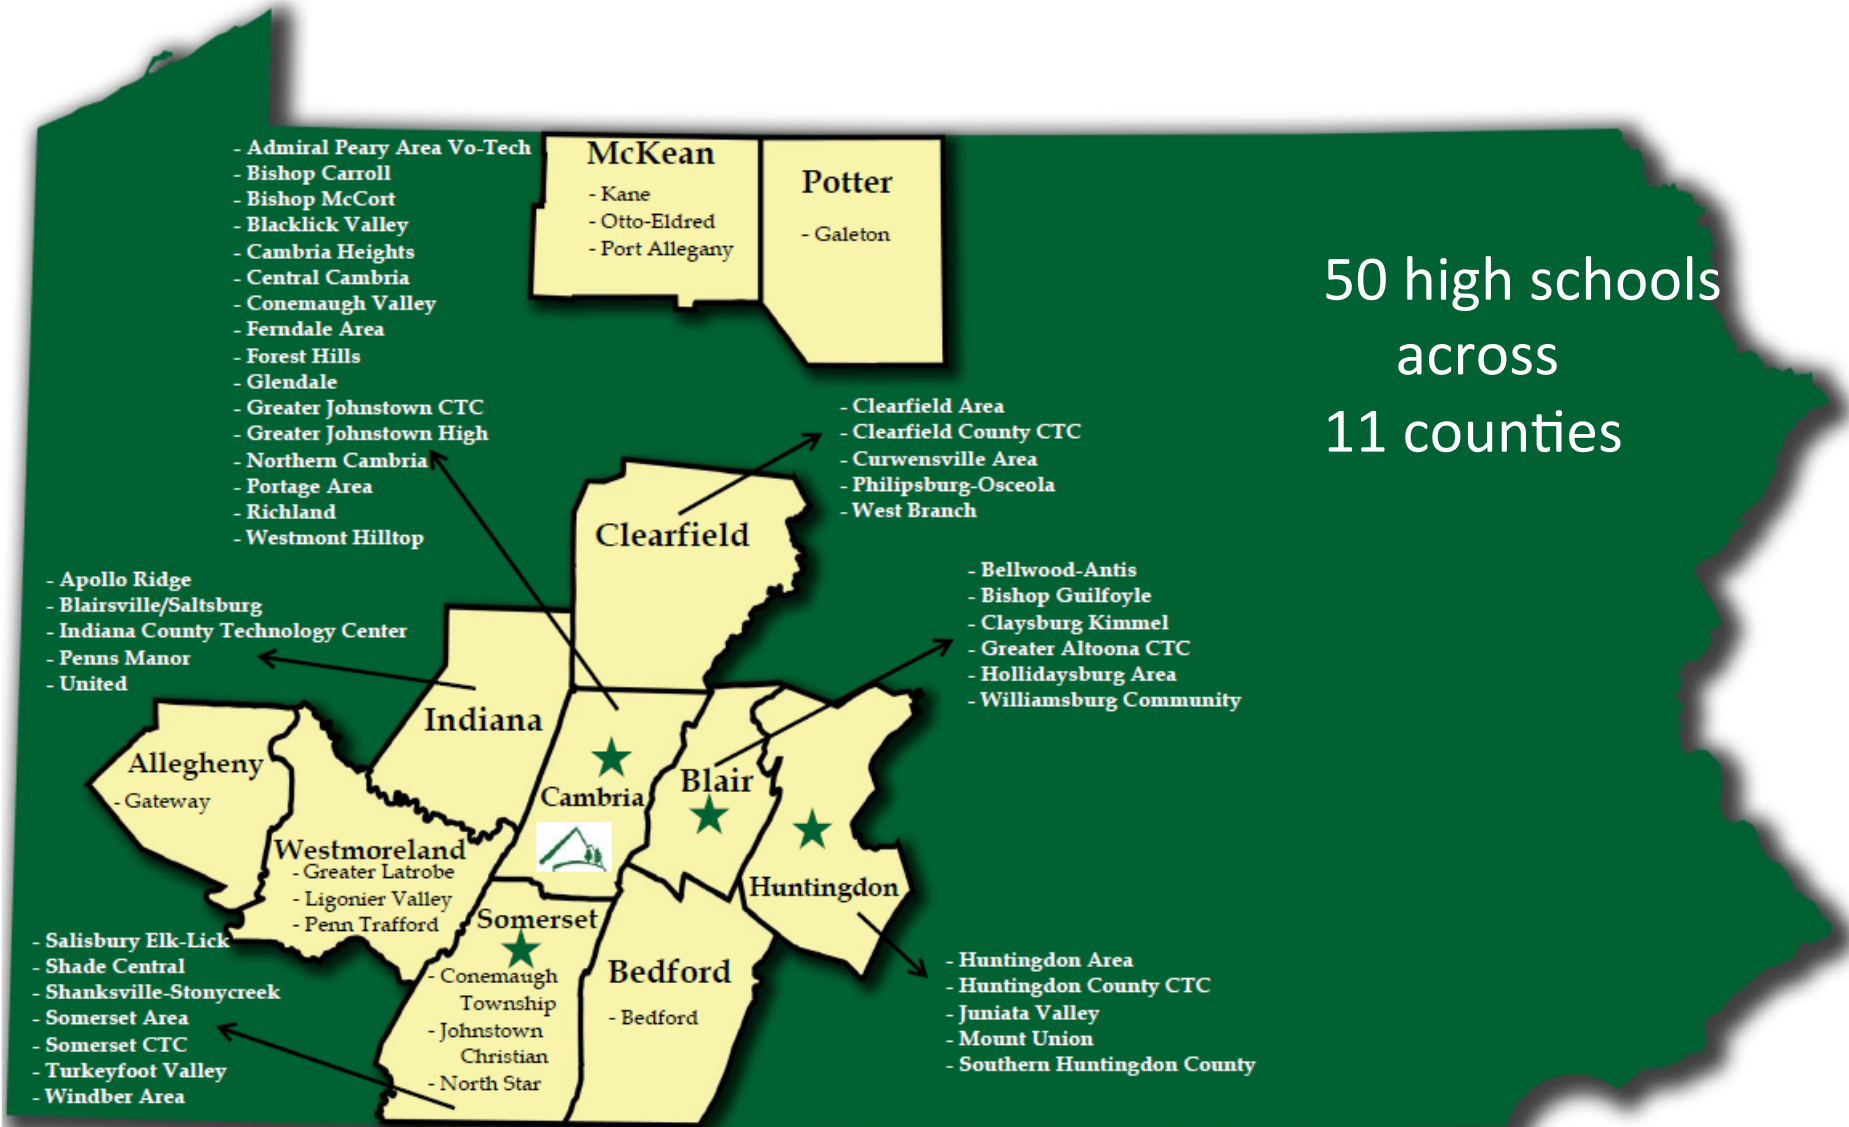 - Admiral Peary Area Vo-Tech
- Bishop Carroll
- Bishop McCort
- Blacklick Valley
- Cambria Heights
- Central Cambria
- Conemaugh Valley
- Ferndale Area
- Forest Hills
- Glendale
- Greater Johnstown CTC
- Greater Johnstown High
- Northern Cambria
- Portage Area
- Richland
- Westmont Hilltop
McKean
- Kane
- Otto-Eldred
- Port Allegany
Potter
- Galeton
50 high schools
across
11 counties
- Clearfield Area
- Clearfield County CTC
- Curwensville Area
- Philipsburg-Osceola
- West Branch
Clearfield
- Apollo Ridge
- Blairsville/Saltsburg
- Indiana County Technology Center
- Penns Manor
- United
Indiana
- Bellwood-Antis
- Bishop Guilfoyle
- Claysburg Kimmel
- Greater Altoona CTC
- Hollidaysburg Area
- Williamsburg Community
Allegheny
- Gateway
Cambria
Blair
Westmoreland
- Greater Latrobe
- Ligonier Valley
- Penn Trafford
Huntingdon
- Salisbury Elk-Lick
- Shade Central
- Shanksville-Stonycreek
- Somerset Area
- Somerset CTC
- Turkeyfoot Valley
- Windber Area
Somerset
- Conemaugh
Township
- Johnstown
Christian
- North Star
Bedford
- Bedford
- Huntingdon Area
- Huntingdon County CTC
- Juniata Valley
- Mount Union
- Southern Huntingdon County